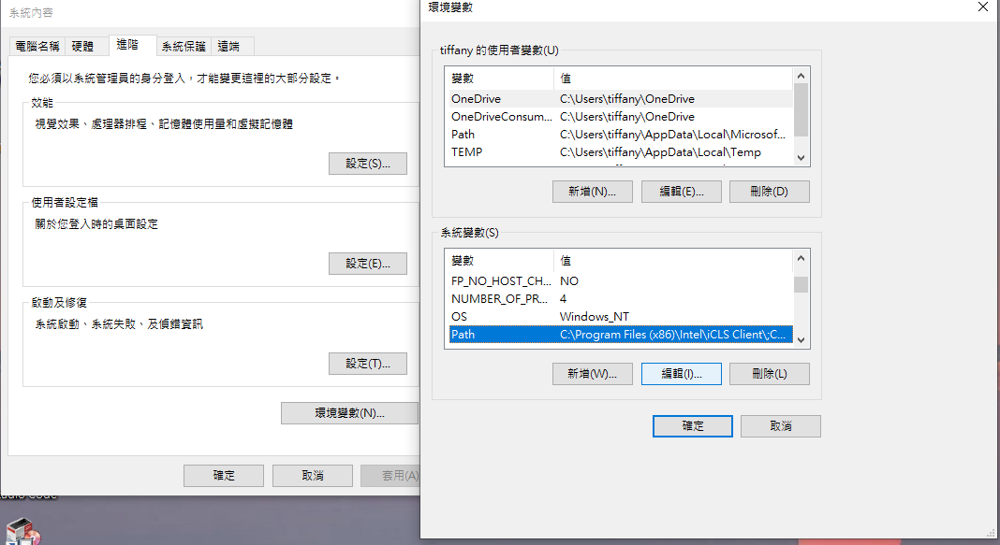 系統內容
電腦名稱 硬體 進階 系統保護 遠端
您必須以系統管理員的身分登入，才能變更這裡的大部分設定。
效能
視覺效果、處理器排程、記憶體使用量和虛擬記憶體
設定(S)...
使用者設定檔
關於您登入時的桌面設定
設定(E)...
啟動及修復
系統啟動、系統失敗、及偵錯資訊
設定(T)...
環境變數(N)...
確定 取消 套用(A)
環境變數
tiffany 的使用者變數(U)
變數 值
OneDrive C:\Users\tiffany\OneDrive
OneDriveConsum... C:\Users\tiffany\OneDrive
Path C:\Users\tiffany\AppData\Local\Microsof...
TEMP C:\Users\tiffany\AppData\Local\Temp
新增(N)... 編輯(E)... 刪除(D)
系統變數(S)
變數 值
FP_NO_HOST_CH... NO
NUMBER_OF_PR... 4
OS Windows_NT
Path C:\Program Files (x86)\Intel\iCLS Client\;C...
新增(W)... 編輯(I)... 刪除(L)
確定 取消